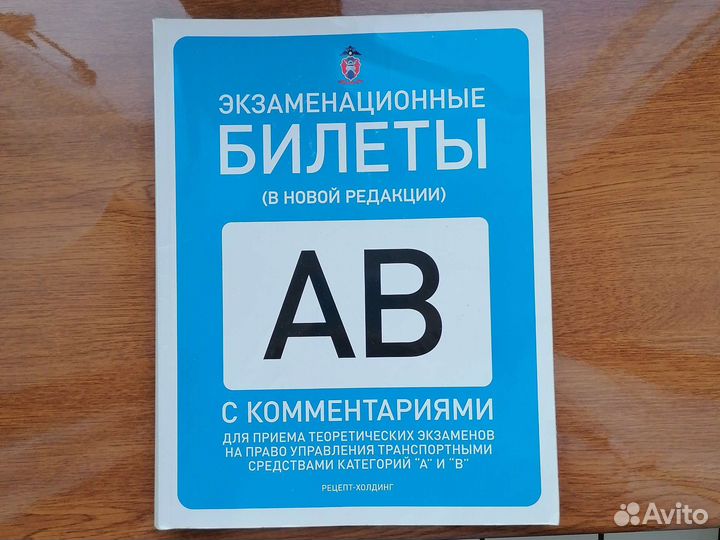 ЭКЗАМЕНАЦИОННЫЕ
БИЛЕТЫ
(В НОВОЙ РЕДАКЦИИ)
АВ
С КОММЕНТАРИЯМИ
ДЛЯ ПРИЕМА ТЕОРЕТИЧЕСКИХ ЭКЗАМЕНОВ
НА ПРАВО УПРАВЛЕНИЯ ТРАНСПОРТНЫМИ
СРЕДСТВАМИ КАТЕГОРИЙ "А" И "В"
РЕЦЕПТ-ХОЛДИНГ
Avito